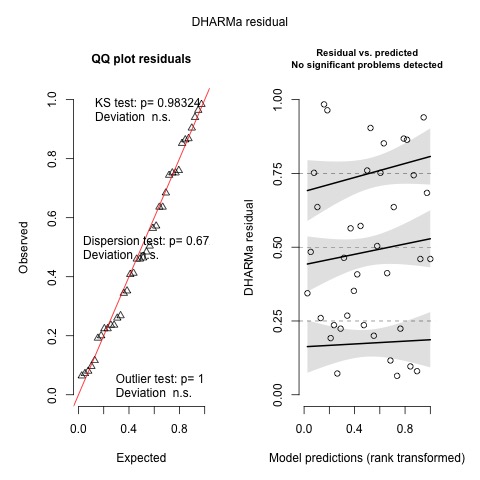 DHARMa residual
QQ plot residuals
KS test: p= 0.98324
Deviation n.s.
Dispersion test: p= 0.67
Deviation n.s.
Outlier test: p= 1
Deviation n.s.
Observed
0.0 0.2 0.4 0.6 0.8 1.0
0.0 0.4 0.8
Expected
Residual vs. predicted
No significant problems detected
DHARMa residual
0.00 0.25 0.50 0.75 1.00
0.0 0.4 0.8
Model predictions (rank transformed)